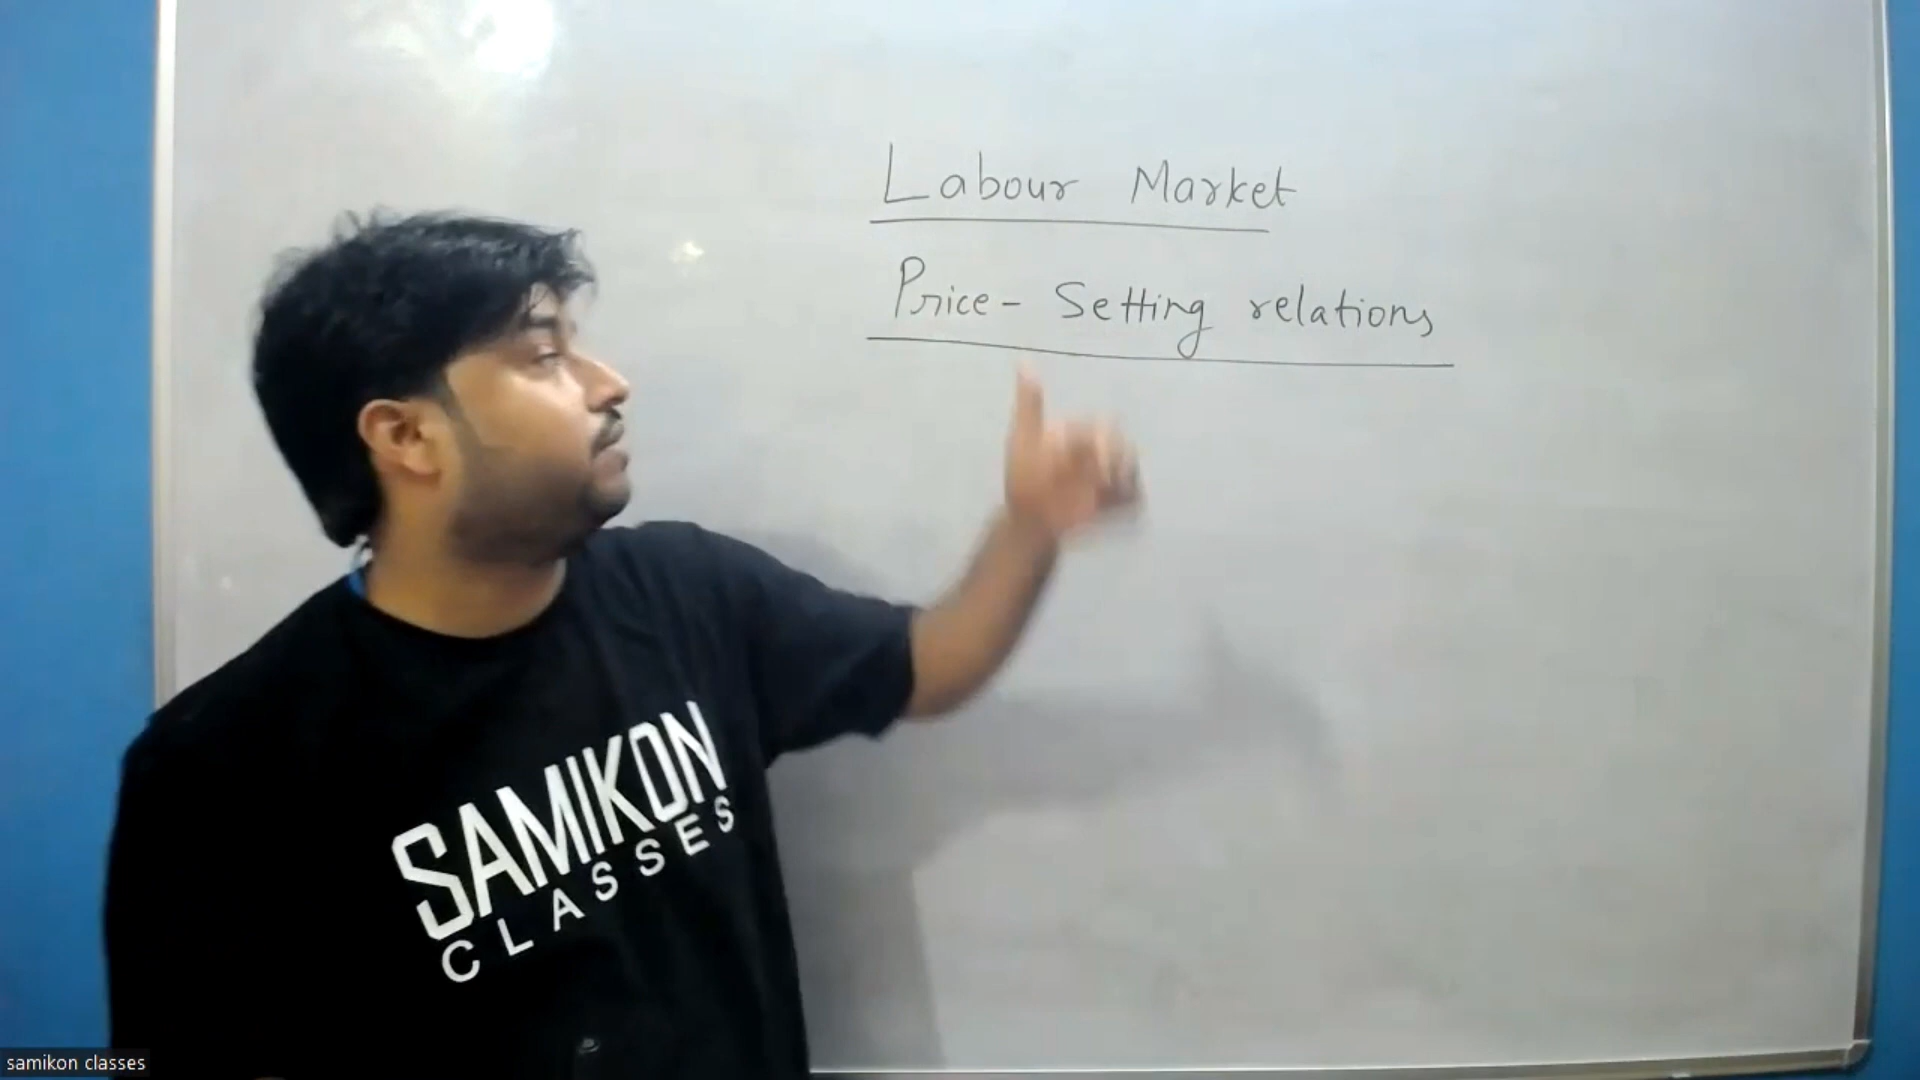 Labour Market
Price- Setting relations
SAMIKON
CLASSES
samikon classes